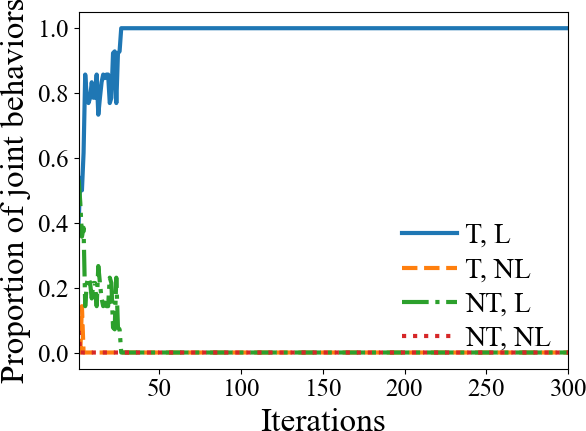 Proportion of joint behaviors
1.0
0.8
0.6
0.4
0.2
0.0
T, L
T, NL
NT, L
NT, NL
50 100 150 200 250 300
Iterations